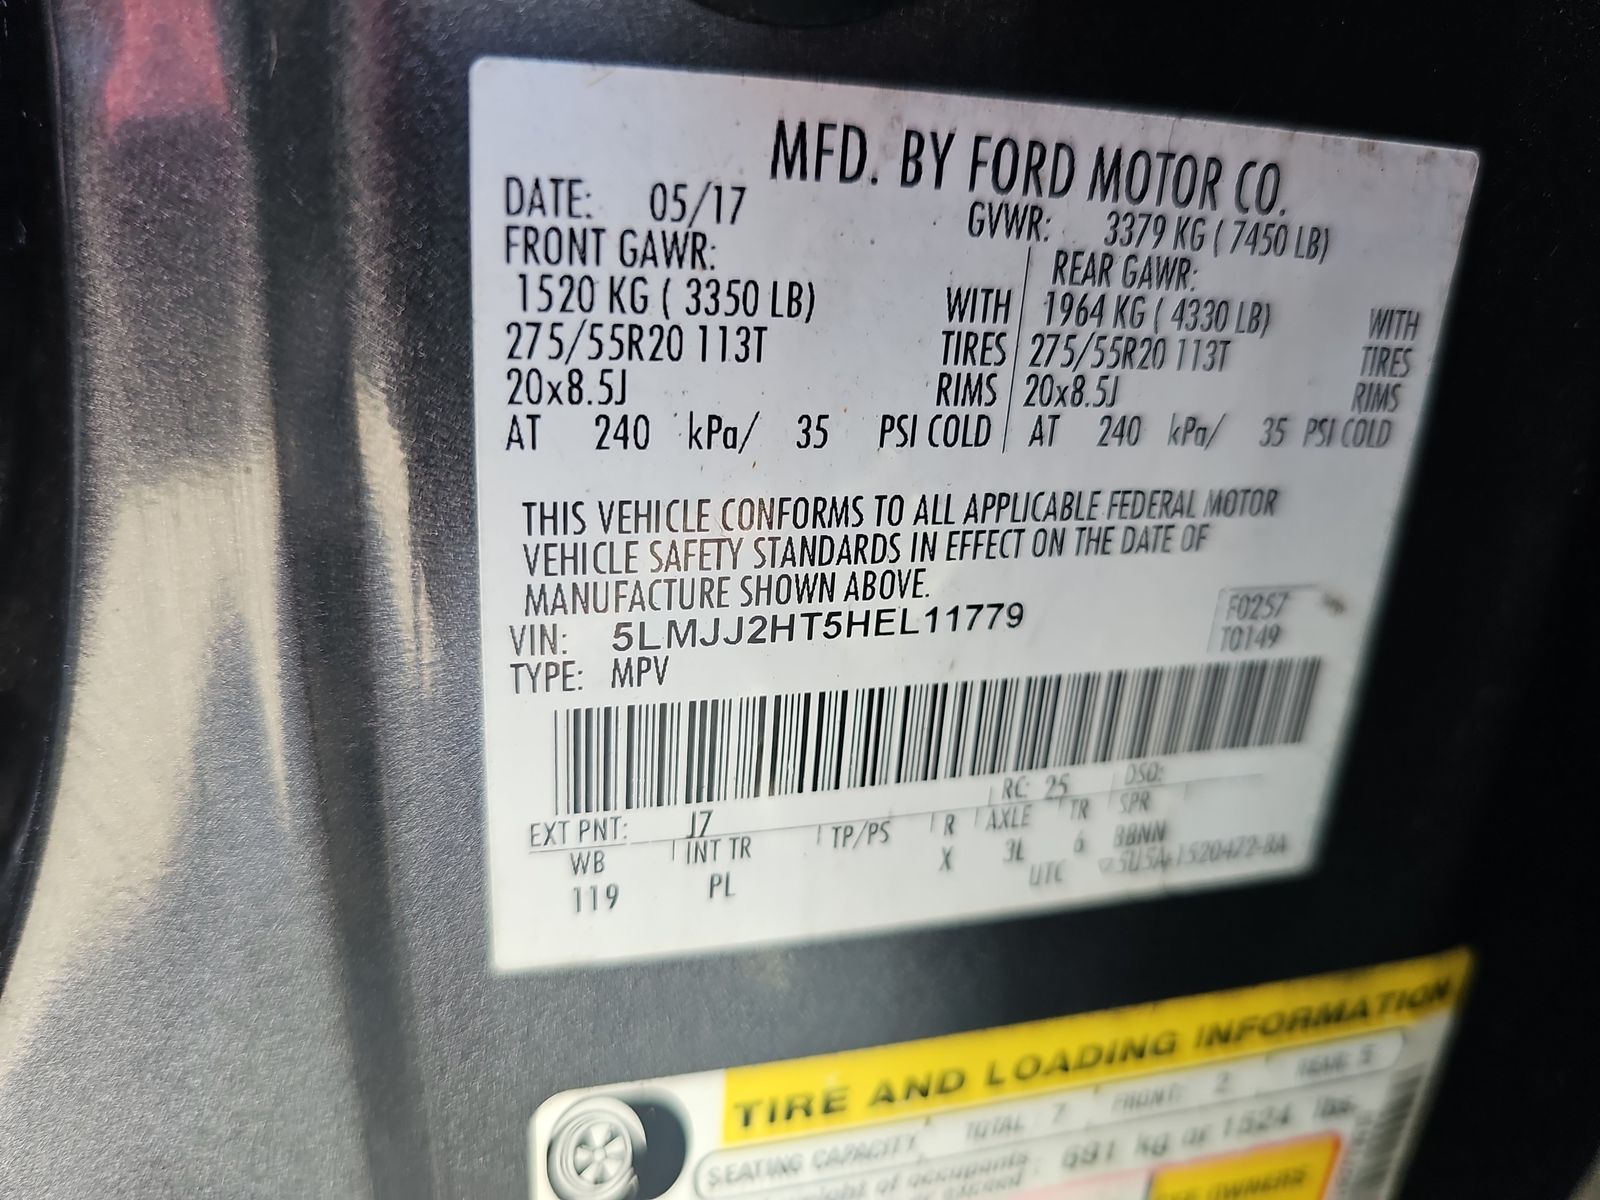 MFD. BY FORD MOTOR CO.
DATE: 05/17 GVWR: 3379 KG ( 7450 LB)
FRONT GAWR: REAR GAWR:
1520 KG ( 3350 LB) WITH 1964 KG ( 4330 LB) WITH
275/55R20 113T TIRES 275/55R20 113T TIRES
20x8.5J RIMS 20x8.5J RIMS
AT 240 kPa/ 35 PSI COLD AT 240 kPa/ 35 PSI COLD
THIS VEHICLE CONFORMS TO ALL APPLICABLE FEDERAL MOTOR
VEHICLE SAFETY STANDARDS IN EFFECT ON THE DATE OF
MANUFACTURE SHOWN ABOVE.
VIN: 5LMJJ2HT5HEL11779
F0257
T0149
TYPE: MPV
EXT PNT: J7 RC: 25 DSO:
WB INT TR TP/PS R AXLE TR SPR
119 PL X 3L 6 BBNN
UTC
TIRE AND LOADING INFORMATION
SEATING CAPACITY TOTAL : 7 FRONT: 2 REAR: 5
of occupants 691 kg or 1524 lbs.
OWNERS